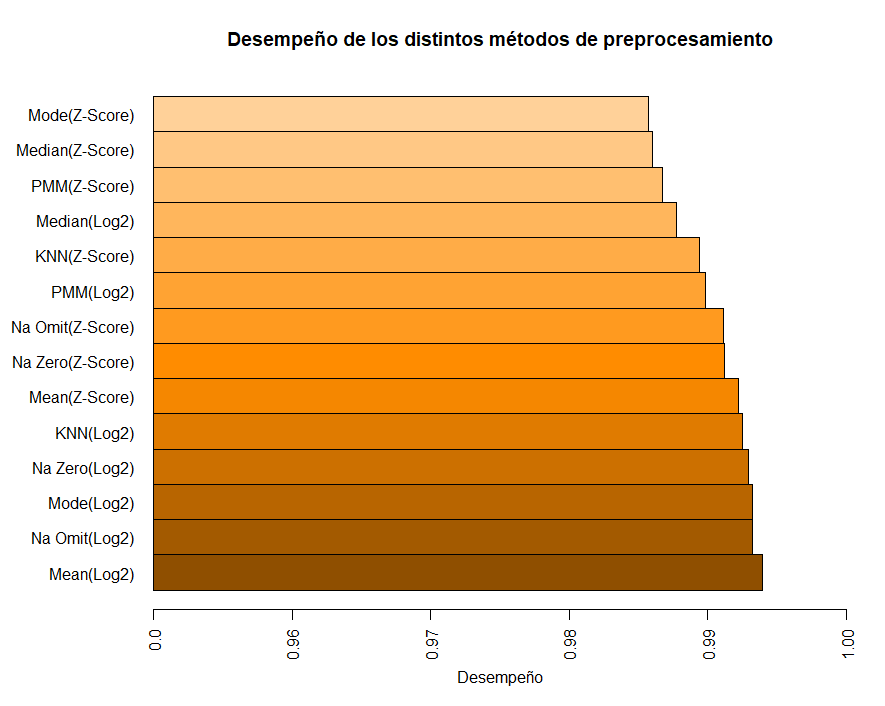 Desempeño de los distintos métodos de preprocesamiento
Mode(Z-Score)
Median(Z-Score)
PMM(Z-Score)
Median(Log2)
KNN(Z-Score)
PMM(Log2)
Na Omit(Z-Score)
Na Zero(Z-Score)
Mean(Z-Score)
KNN(Log2)
Na Zero(Log2)
Mode(Log2)
Na Omit(Log2)
Mean(Log2)
0.0
0.96
0.97
0.98
0.99
1.00
Desempeño